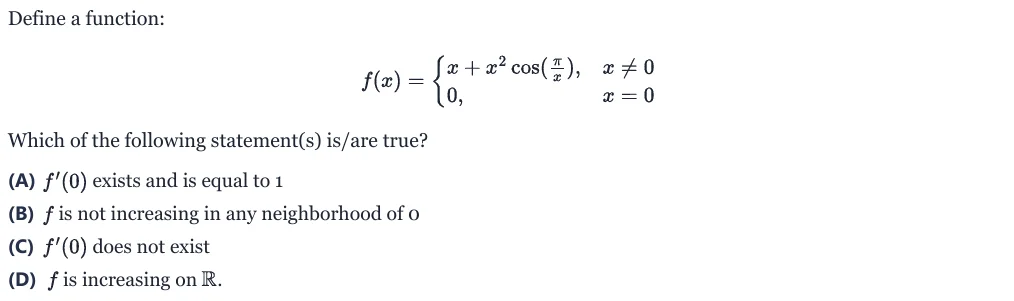 Define a function:
f(x) = { x + x² cos(π/x), x ≠ 0
0, x = 0
Which of the following statement(s) is/are true?
(A) f′(0) exists and is equal to 1
(B) f is not increasing in any neighborhood of 0
(C) f′(0) does not exist
(D) f is increasing on ℝ.